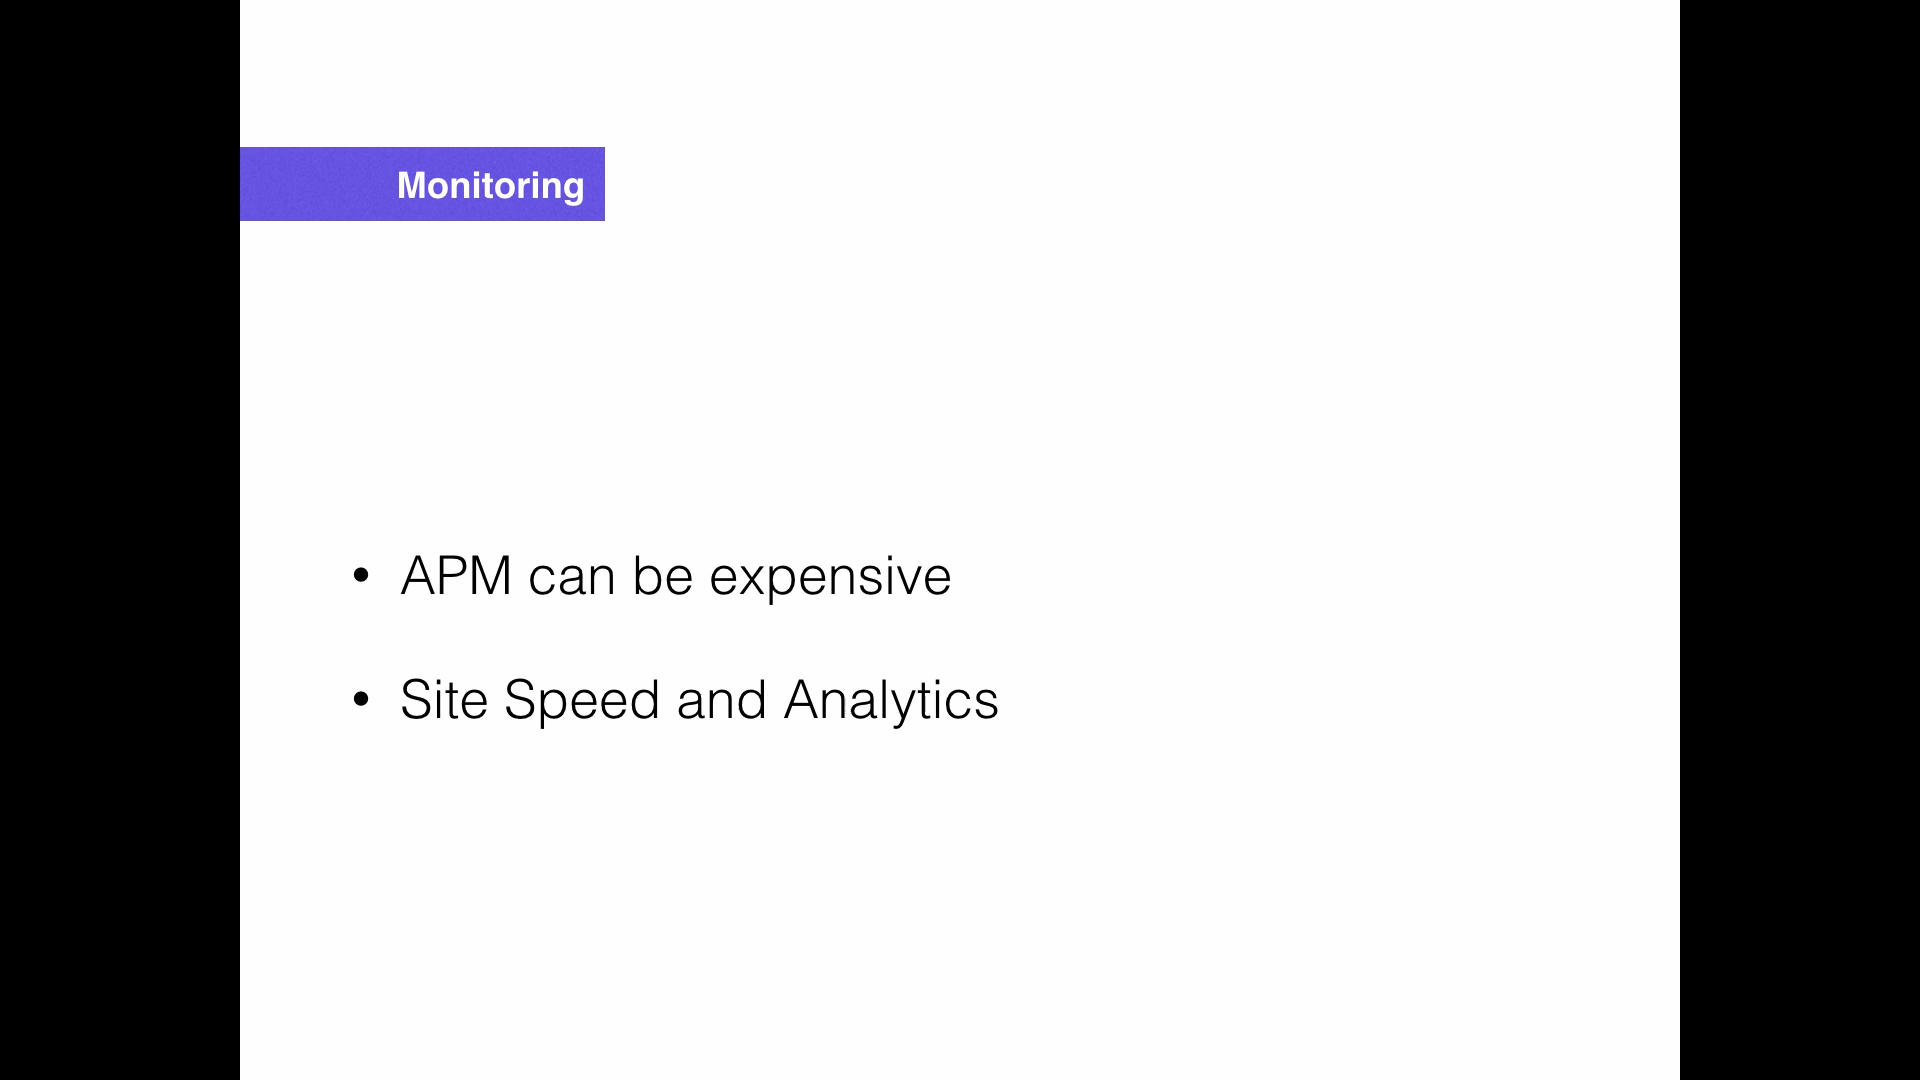 Monitoring
• APM can be expensive
• Site Speed and Analytics